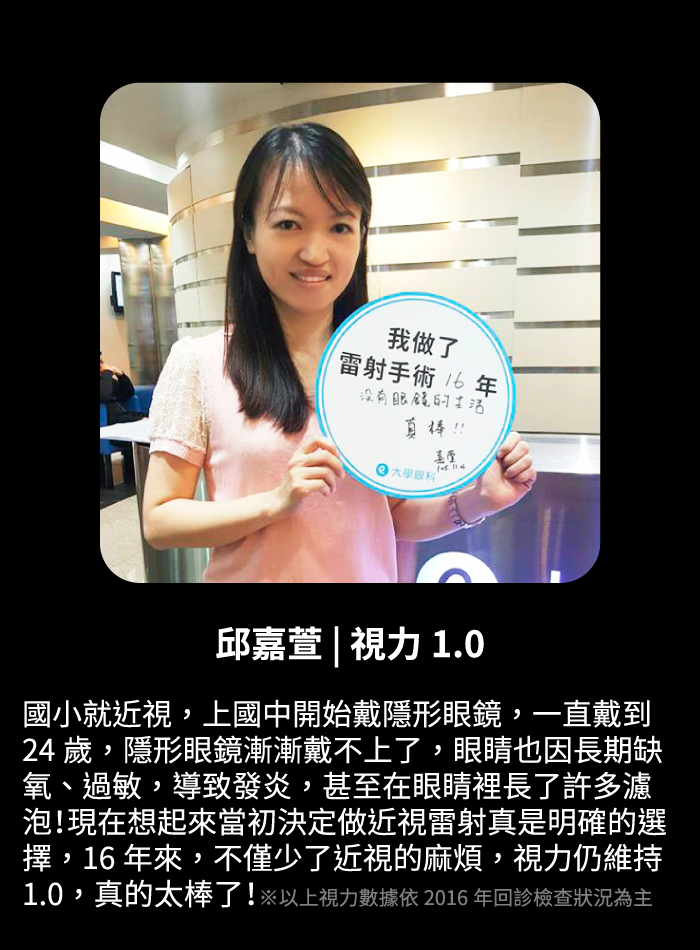 我做了
雷射手術 16 年
沒有眼鏡的生活
真棒!!
嘉萱
105.11.4
大學眼科
邱嘉萱 | 視力 1.0
國小就近視，上國中開始戴隱形眼鏡，一直戴到
24 歲，隱形眼鏡漸漸戴不上了，眼睛也因長期缺
氧、過敏，導致發炎，甚至在眼睛裡長了許多濾
泡!現在想起來當初決定做近視雷射真是明確的選
擇，16 年來，不僅少了近視的麻煩，視力仍維持
1.0，真的太棒了!※以上視力數據依 2016 年回診檢查狀況為主